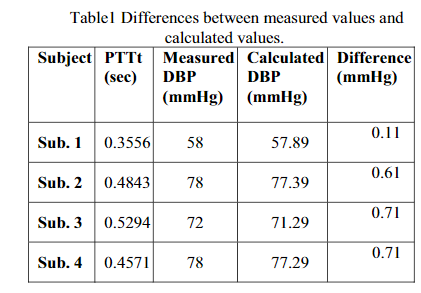 Table1 Differences between measured values and
calculated values.
Subject PTTt (sec) Measured DBP (mmHg) Calculated DBP (mmHg) Difference (mmHg)
Sub. 1 0.3556 58 57.89 0.11
Sub. 2 0.4843 78 77.39 0.61
Sub. 3 0.5294 72 71.29 0.71
Sub. 4 0.4571 78 77.29 0.71